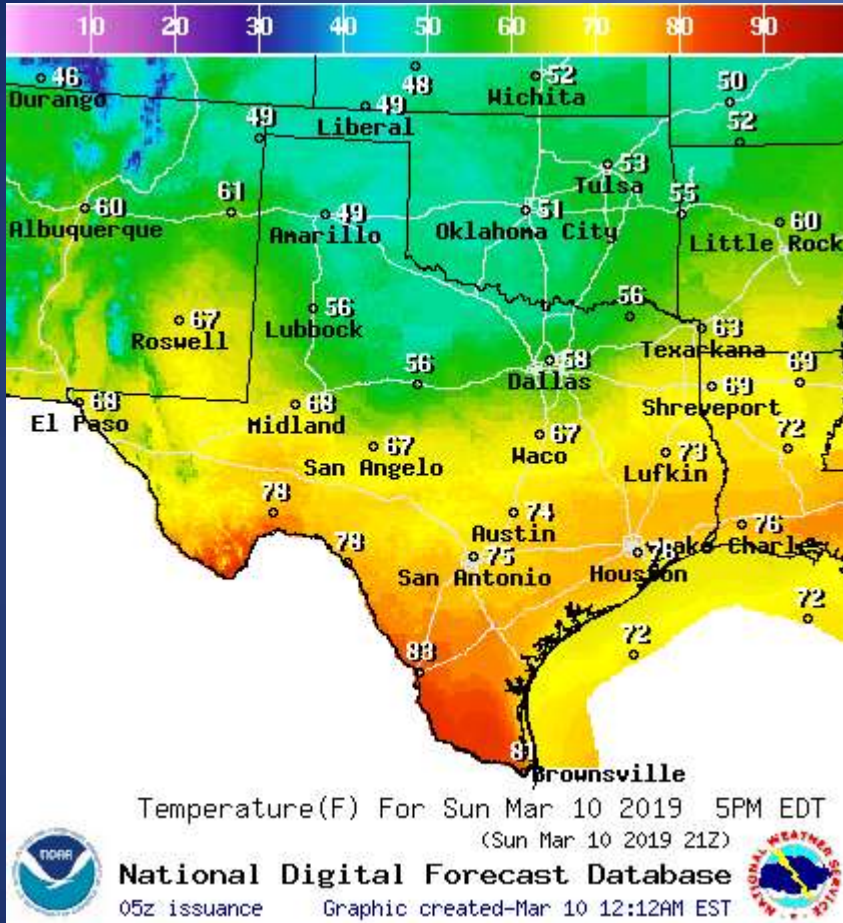 10 20 30 40 50 60 70 80 90
46
Durango
48
52
Wichita
50
49
Liberal
49
52
53
Tulsa
60
Albuquerque
61
49
Amarillo
51
Oklahoma City
55
60
Little Rock
67
Roswell
56
Lubbock
56
63
Texarkana
56
58
Dallas
69
Shreveport
69
68
El Paso
68
Midland
67
San Angelo
67
Waco
73
Lufkin
72
78
74
Austin
76
Lake Charles
78
75
San Antonio
Houston
72
72
83
81
Brownsville
Temperature(F) For Sun Mar 10 2019 5PM EDT
(Sun Mar 10 2019 21Z)
National Digital Forecast Database
05z issuance Graphic created-Mar 10 12:12AM EST
NOAA
NATIONAL WEATHER SERVICE